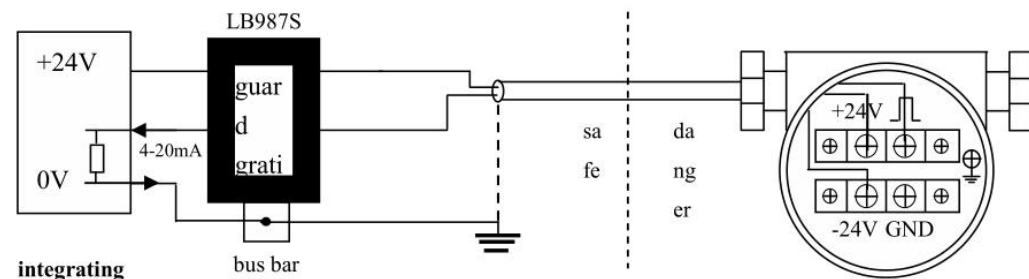 LB987S
+24V
guar
d
grati
4-20mA
0V
bus bar
integrating
sa
fe
da
ng
er
+24V
-24V GND